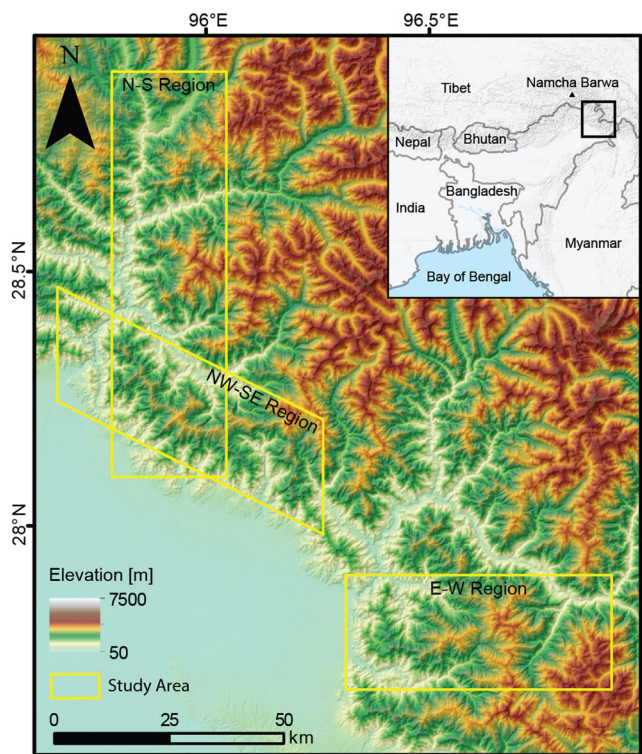 96°E
96.5°E
N
N-S Region
Tibet
Namcha Barwa
Nepal
Bhutan
Bangladesh
India
Myanmar
Bay of Bengal
28.5°N
NW-SE Region
28°N
Elevation [m]
7500
50
E-W Region
Study Area
0
25
50
km